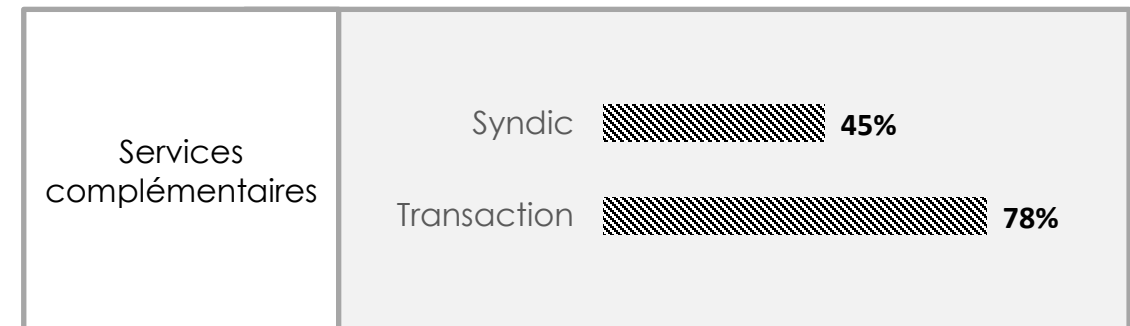 Services
complémentaires
Syndic 45%
Transaction 78%